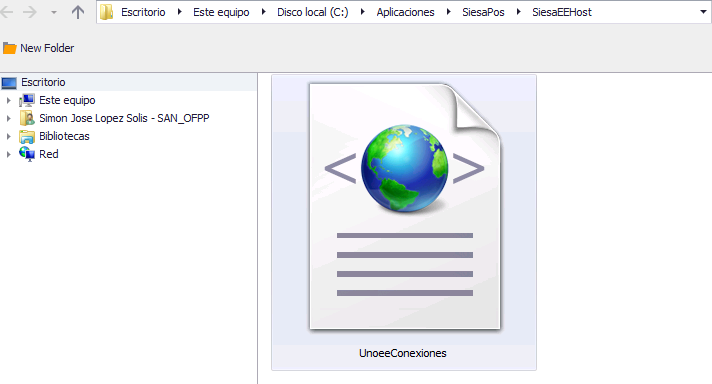 Escritorio Este equipo Disco local (C:) Aplicaciones SiesaPos SiesaEEHost
New Folder
Escritorio
Este equipo
Simon Jose Lopez Solis - SAN_OFPP
Bibliotecas
Red
UnoeeConexiones